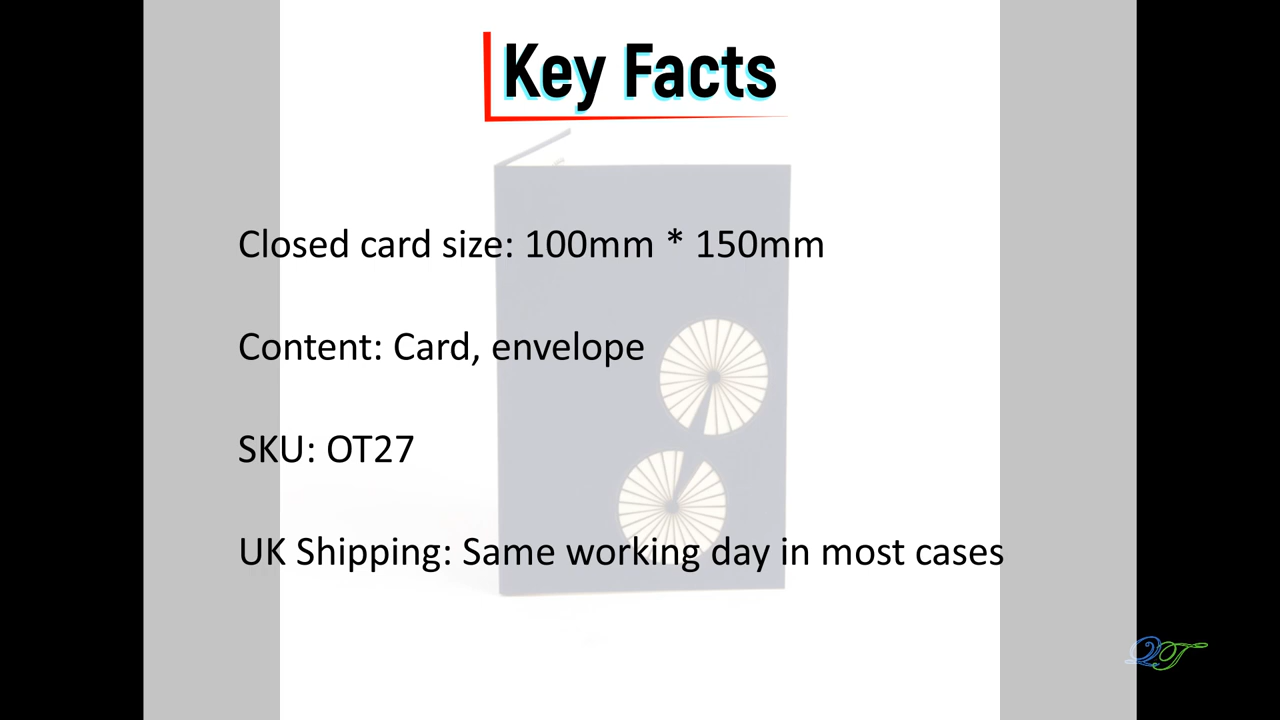 Key Facts
Closed card size: 100mm * 150mm
Content: Card, envelope
SKU: OT27
UK Shipping: Same working day in most cases